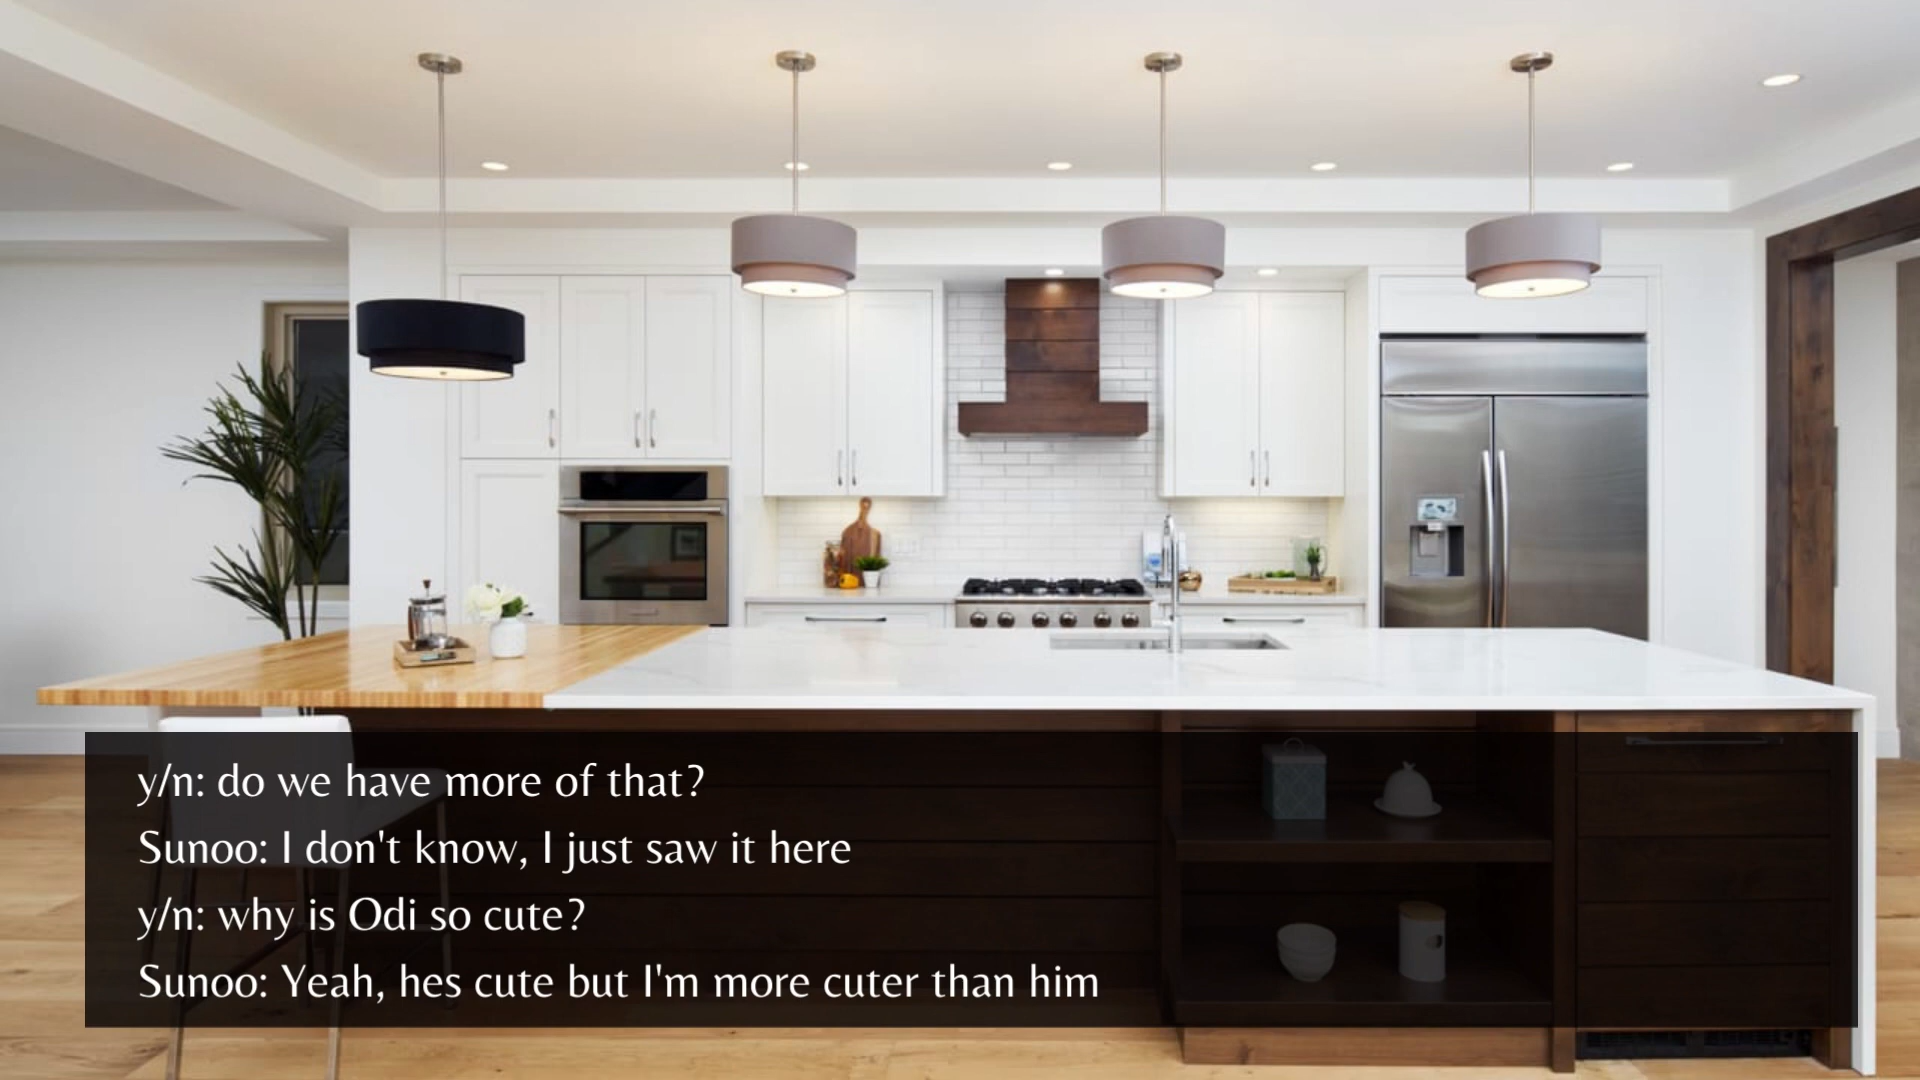 y/n: do we have more of that?
Sunoo: I don't know, I just saw it here
y/n: why is Odi so cute?
Sunoo: Yeah, hes cute but I'm more cuter than him